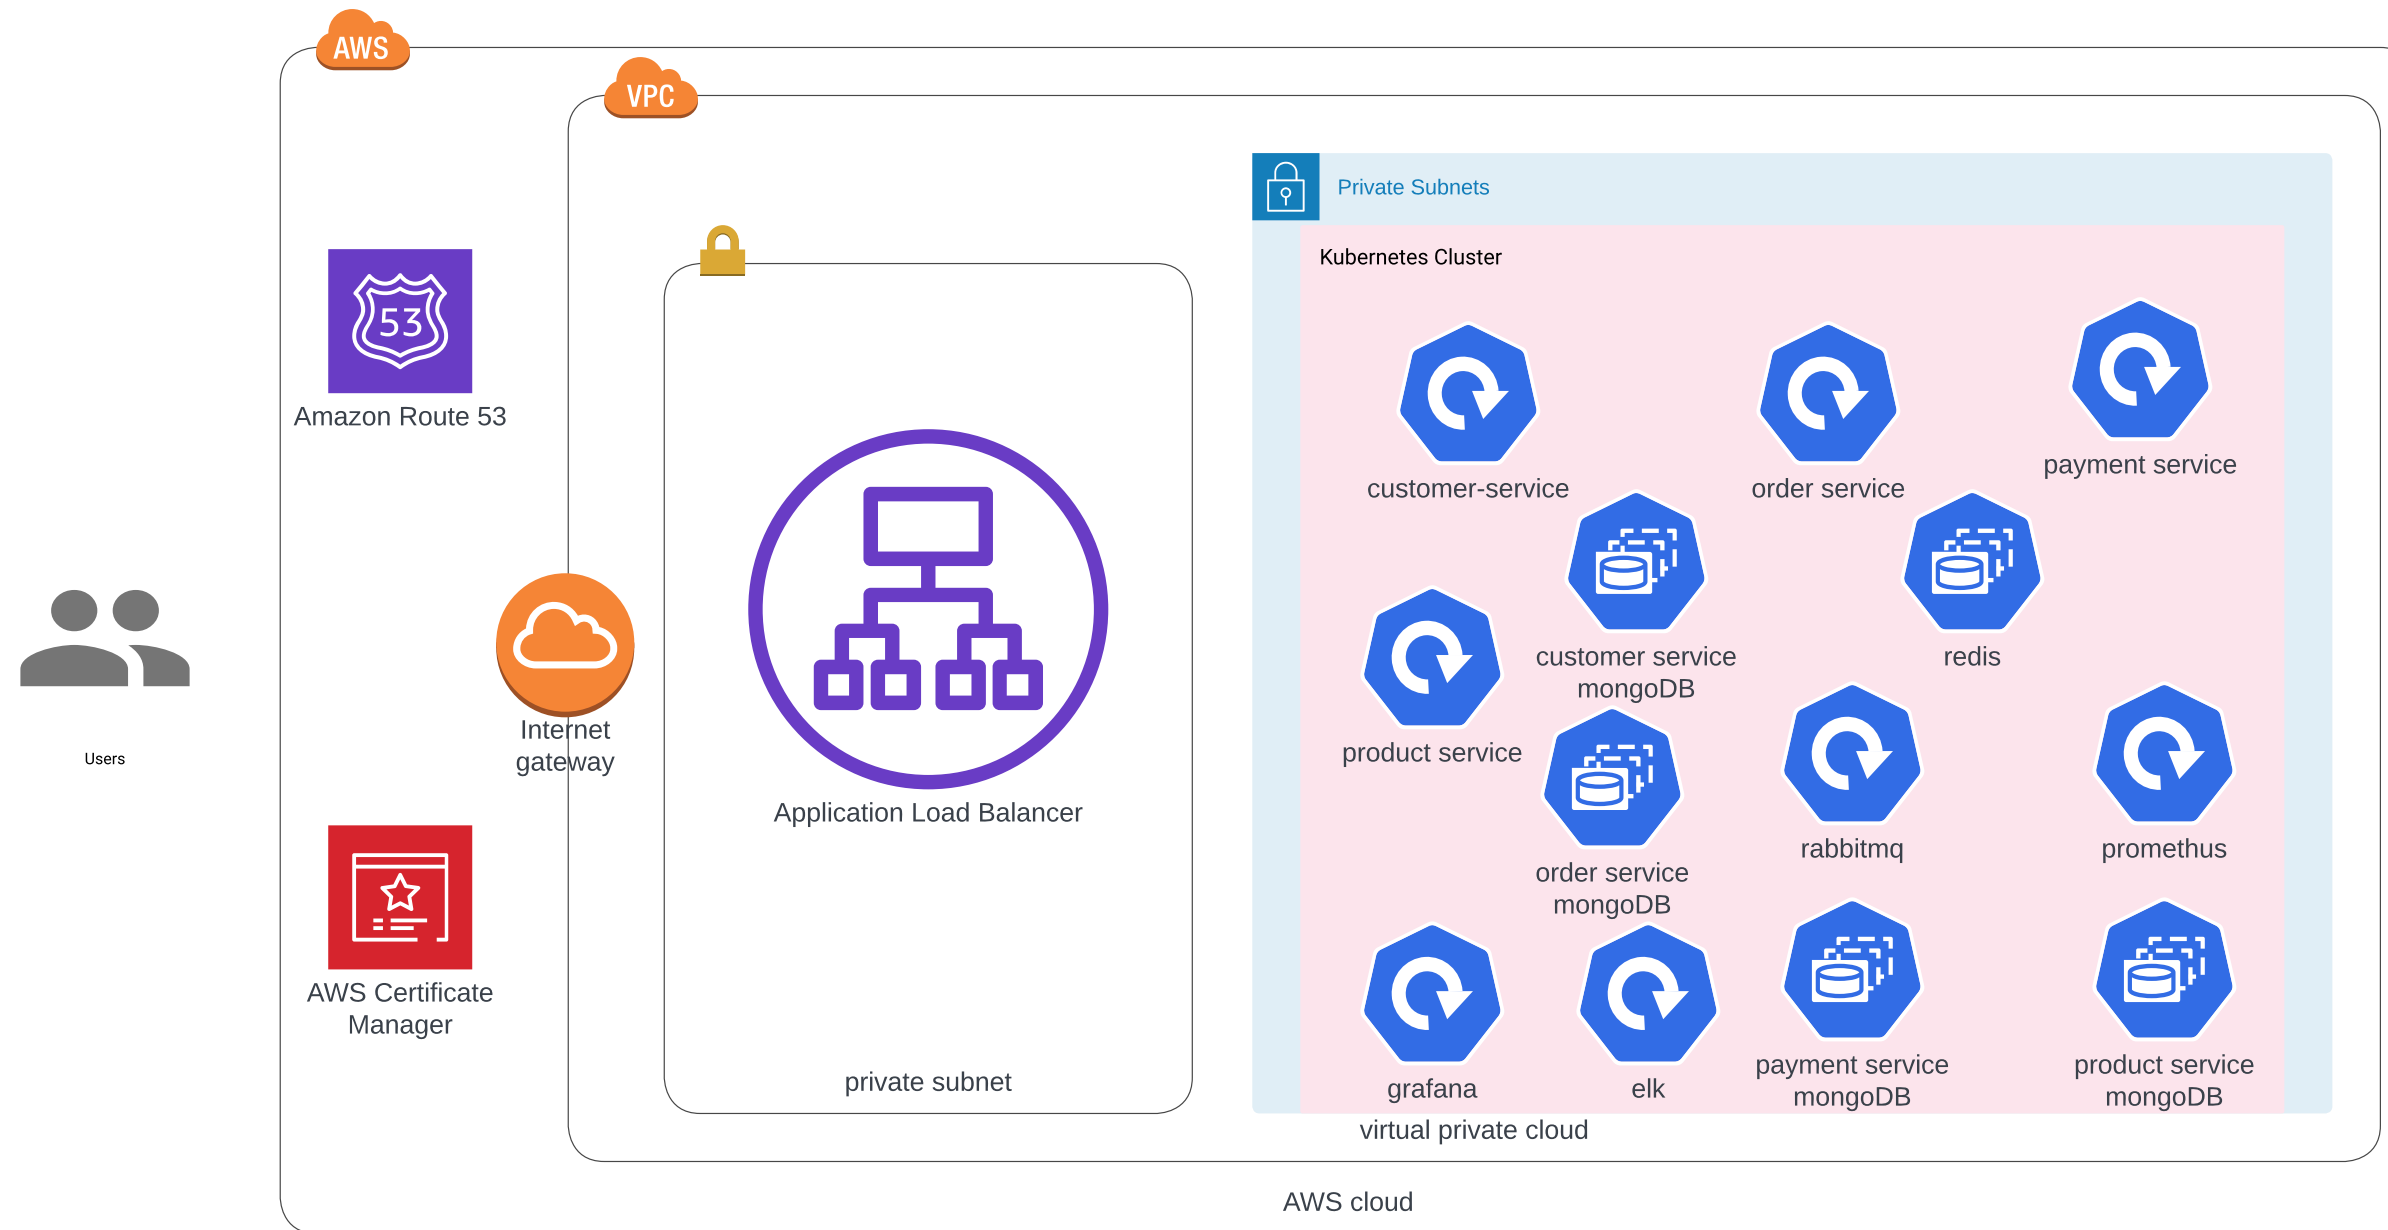 AWS
VPC
Private Subnets
Kubernetes Cluster
53
Amazon Route 53
customer-service
order service
payment service
customer service
mongoDB
redis
Internet
gateway
Users
product service
Application Load Balancer
rabbitmq
promethus
order service
mongoDB
AWS Certificate
Manager
private subnet
grafana
elk
payment service
mongoDB
product service
mongoDB
virtual private cloud
AWS cloud